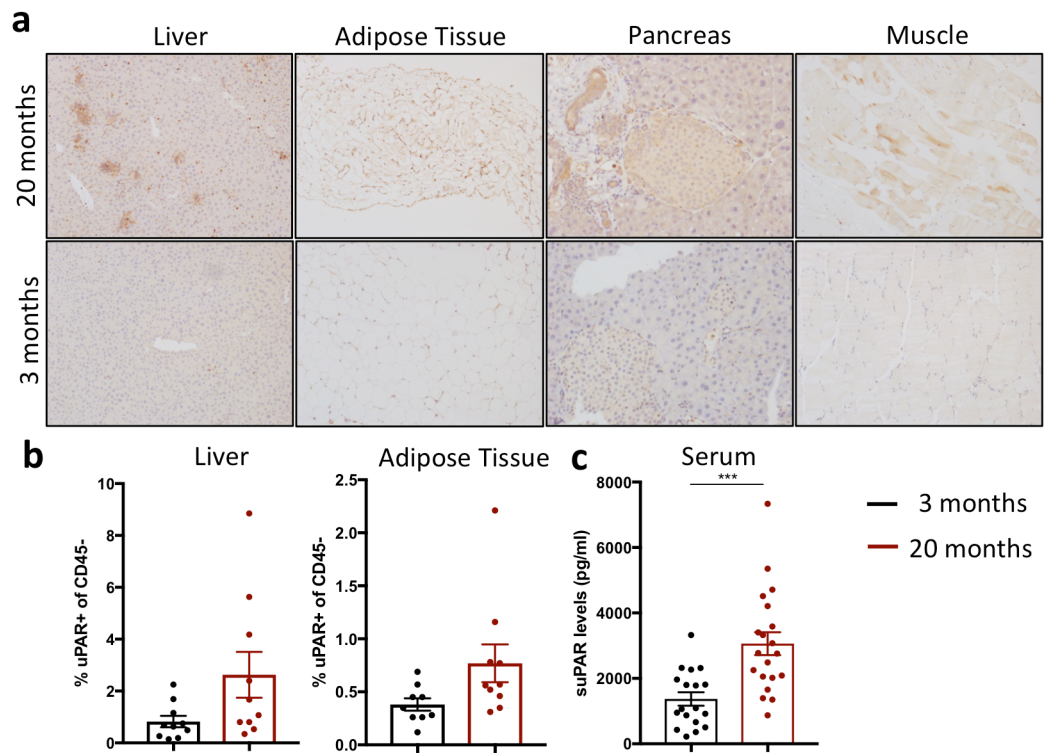 a
Liver
Adipose Tissue
Pancreas
Muscle
20 months
3 months
b
Liver
% uPAR+ of CD45-
10
8
6
4
2
0
Adipose Tissue
% uPAR+ of CD45-
2.5
2.0
1.5
1.0
0.5
0.0
c
Serum
***
suPAR levels (pg/ml)
8000
6000
4000
2000
0
3 months
20 months